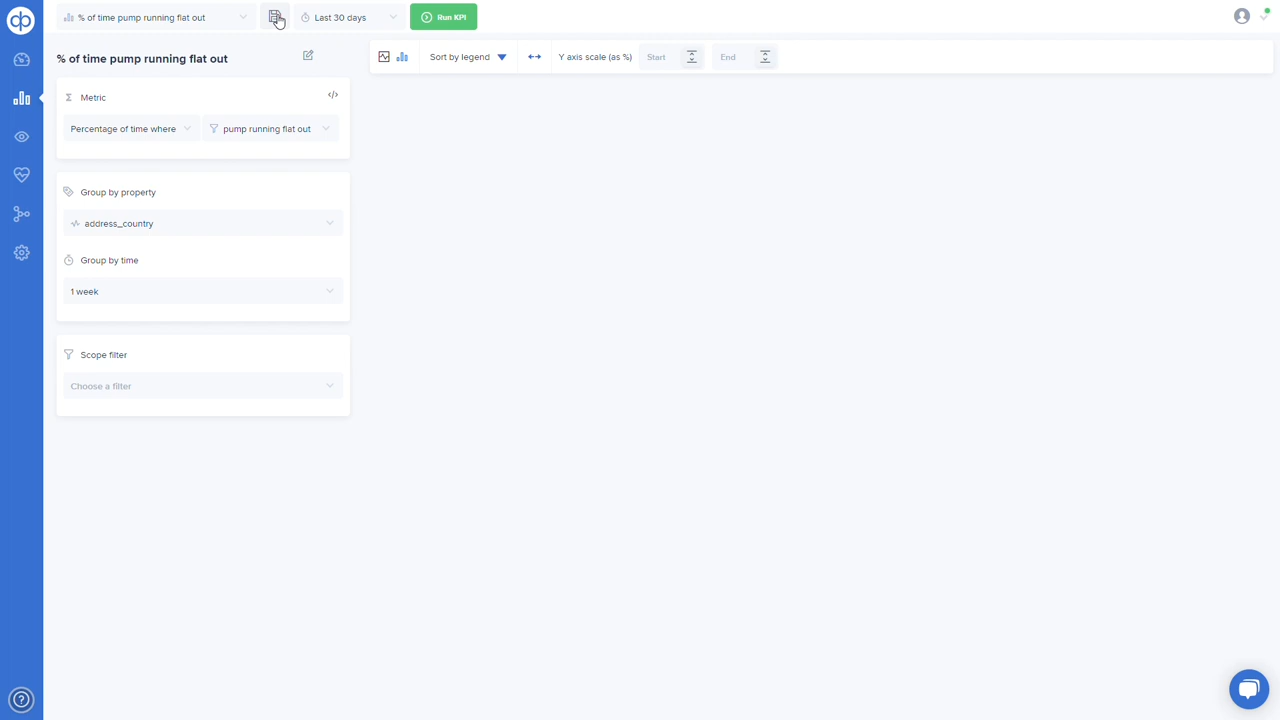 % of time pump running flat out
Last 30 days
Run KPI
% of time pump running flat out
Sort by legend
Y axis scale (as %)
Start
End
Metric
</>
Percentage of time where
pump running flat out
Group by property
address_country
Group by time
1 week
Scope filter
Choose a filter